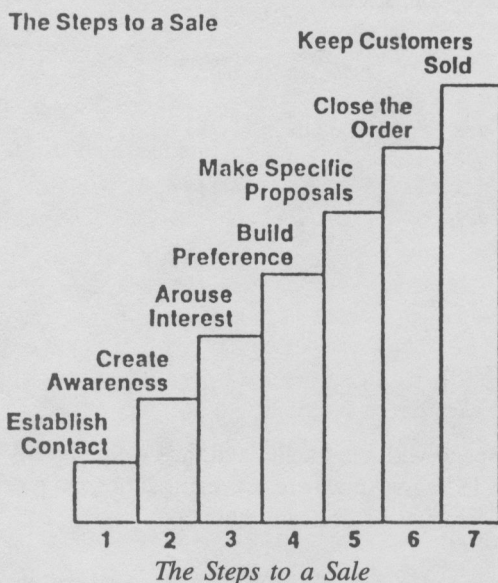 The Steps to a Sale
Keep Customers
Sold
Close the
Order
Make Specific
Proposals
Build
Preference
Arouse
Interest
Create
Awareness
Establish
Contact
1 2 3 4 5 6 7
The Steps to a Sale